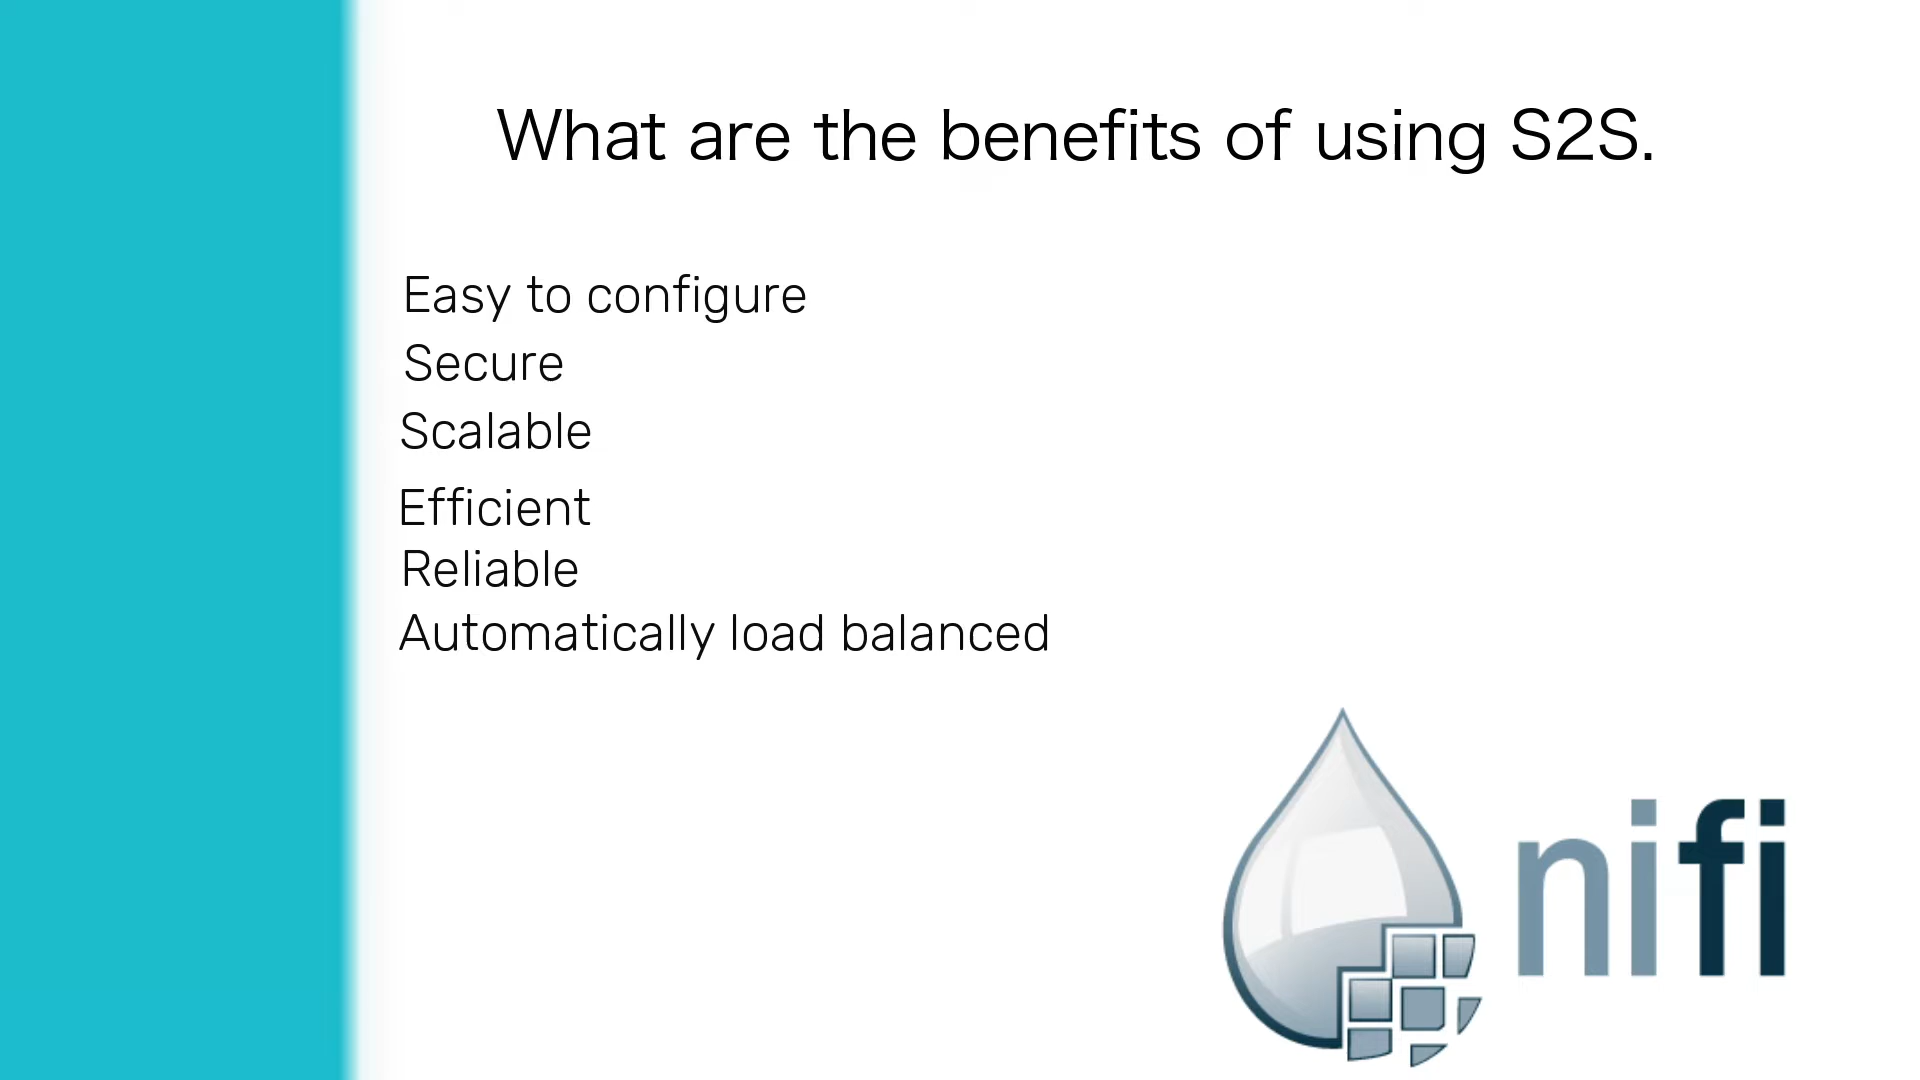 What are the benefits of using S2S.
Easy to configure
Secure
Scalable
Efficient
Reliable
Automatically load balanced
nifi